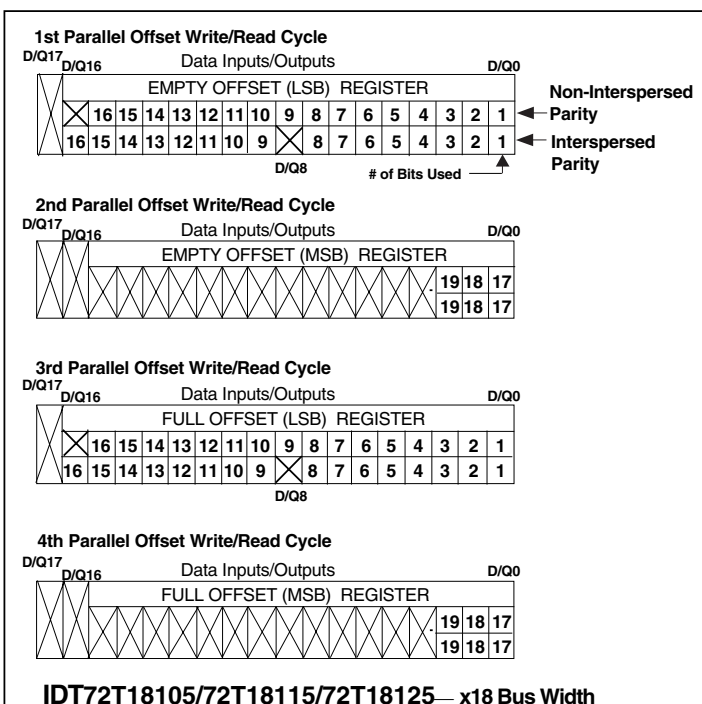 1st Parallel Offset Write/Read Cycle
D/Q17 D/Q16 Data Inputs/Outputs D/Q0
EMPTY OFFSET (LSB) REGISTER
16 15 14 13 12 11 10 9 8 7 6 5 4 3 2 1 Non-Interspersed Parity
16 15 14 13 12 11 10 9 8 7 6 5 4 3 2 1 Interspersed Parity
D/Q8 # of Bits Used
2nd Parallel Offset Write/Read Cycle
D/Q17 D/Q16 Data Inputs/Outputs D/Q0
EMPTY OFFSET (MSB) REGISTER
19 18 17
19 18 17
3rd Parallel Offset Write/Read Cycle
D/Q17 D/Q16 Data Inputs/Outputs D/Q0
FULL OFFSET (LSB) REGISTER
16 15 14 13 12 11 10 9 8 7 6 5 4 3 2 1
16 15 14 13 12 11 10 9 8 7 6 5 4 3 2 1
D/Q8
4th Parallel Offset Write/Read Cycle
D/Q17 D/Q16 Data Inputs/Outputs D/Q0
FULL OFFSET (MSB) REGISTER
19 18 17
19 18 17
IDT72T18105/72T18115/72T18125— x18 Bus Width